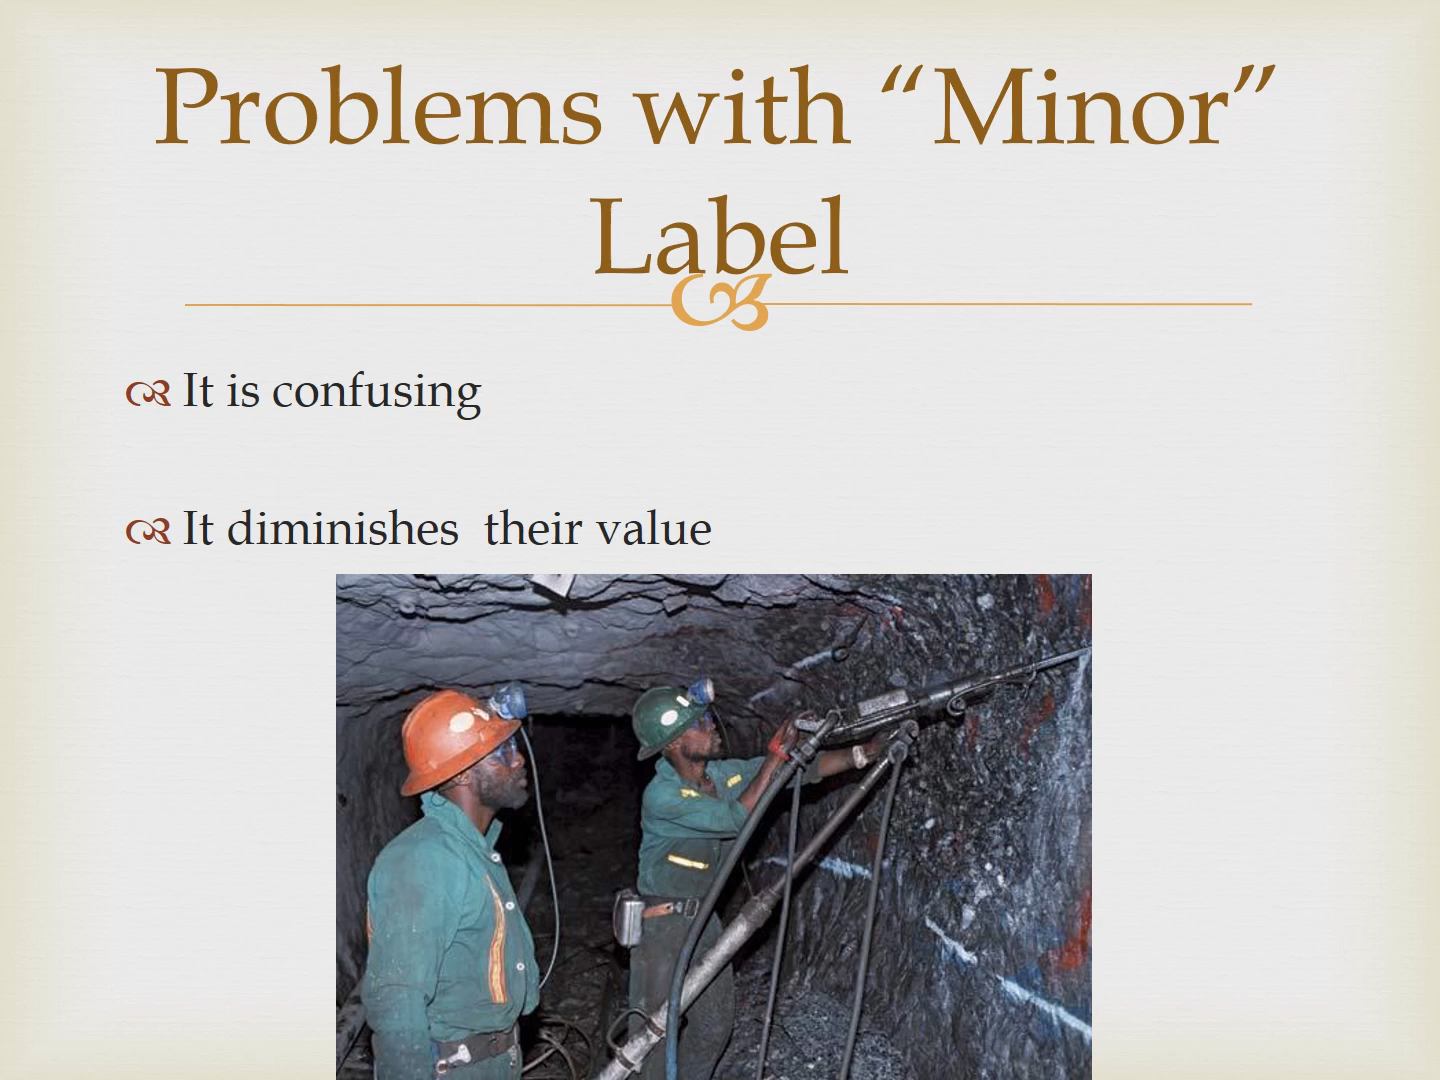 Problems with “Minor”
Label
It is confusing
It diminishes  their value